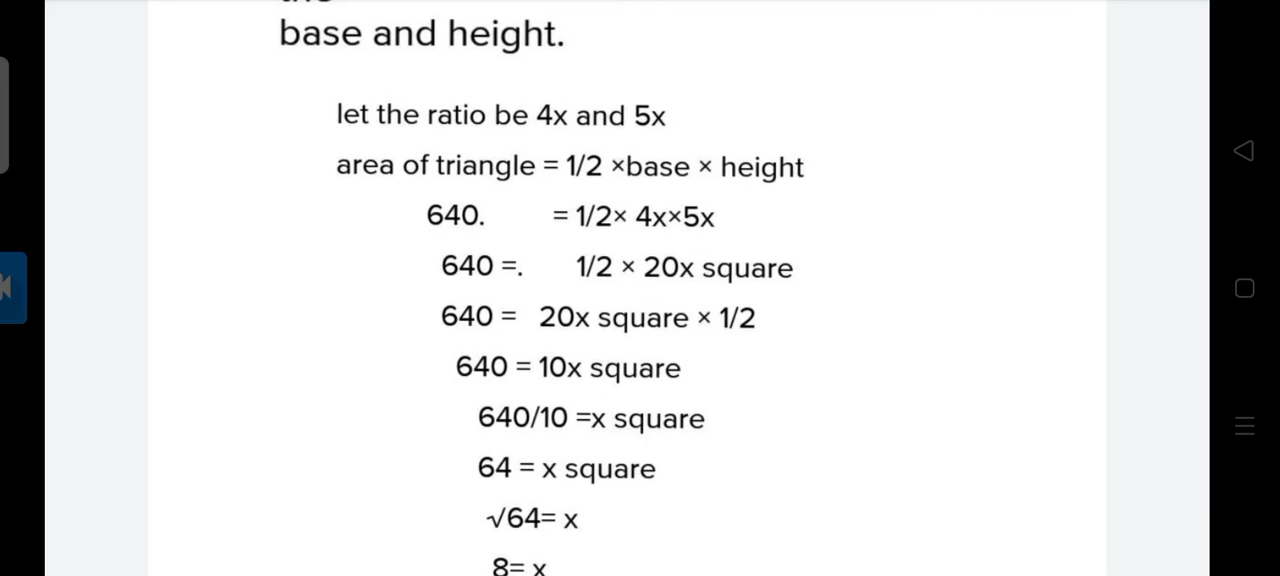 base and height.
let the ratio be 4x and 5x
area of triangle = 1/2 ×base × height
640. = 1/2× 4x×5x
640 =. 1/2 × 20x square
640 = 20x square × 1/2
640 = 10x square
640/10 =x square
64 = x square
√64= x
8= x